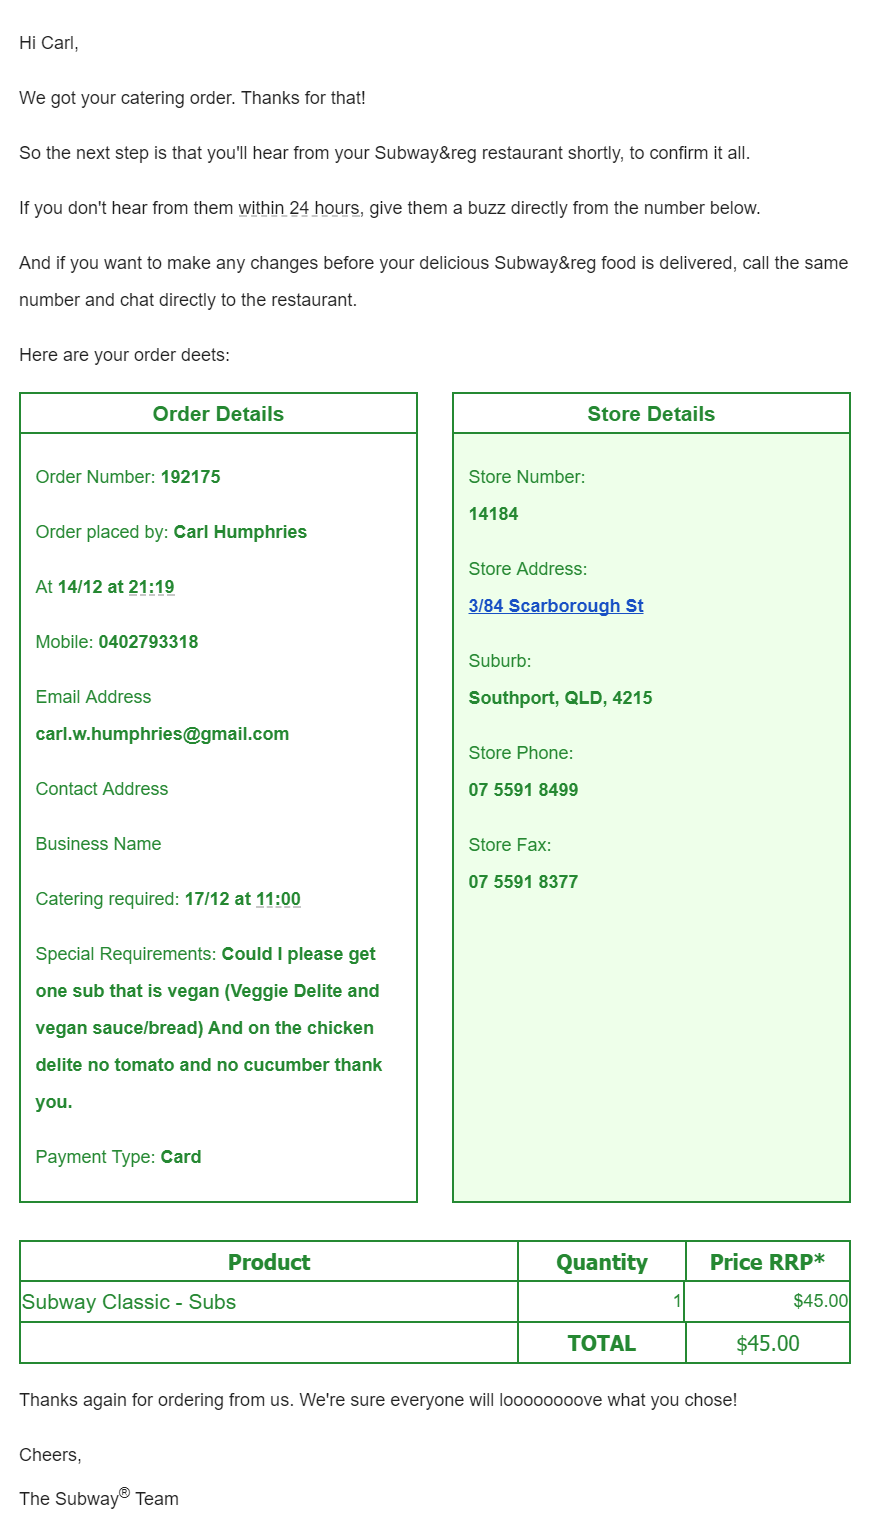 Hi Carl,
We got your catering order. Thanks for that!
So the next step is that you'll hear from your Subway&reg restaurant shortly, to confirm it all.
If you don't hear from them within 24 hours, give them a buzz directly from the number below.
And if you want to make any changes before your delicious Subway&reg food is delivered, call the same
number and chat directly to the restaurant.
Here are your order deets:
Order Details
Order Number: 192175
Order placed by: Carl Humphries
At 14/12 at 21:19
Mobile: 0402793318
Email Address
carl.w.humphries@gmail.com
Contact Address
Business Name
Catering required: 17/12 at 11:00
Special Requirements: Could I please get
one sub that is vegan (Veggie Delite and
vegan sauce/bread) And on the chicken
delite no tomato and no cucumber thank
you.
Payment Type: Card
Store Details
Store Number:
14184
Store Address:
3/84 Scarborough St
Suburb:
Southport, QLD, 4215
Store Phone:
07 5591 8499
Store Fax:
07 5591 8377
Product Quantity Price RRP*
Subway Classic - Subs 1 $45.00
TOTAL $45.00
Thanks again for ordering from us. We're sure everyone will looooooooove what you chose!
Cheers,
The Subway® Team